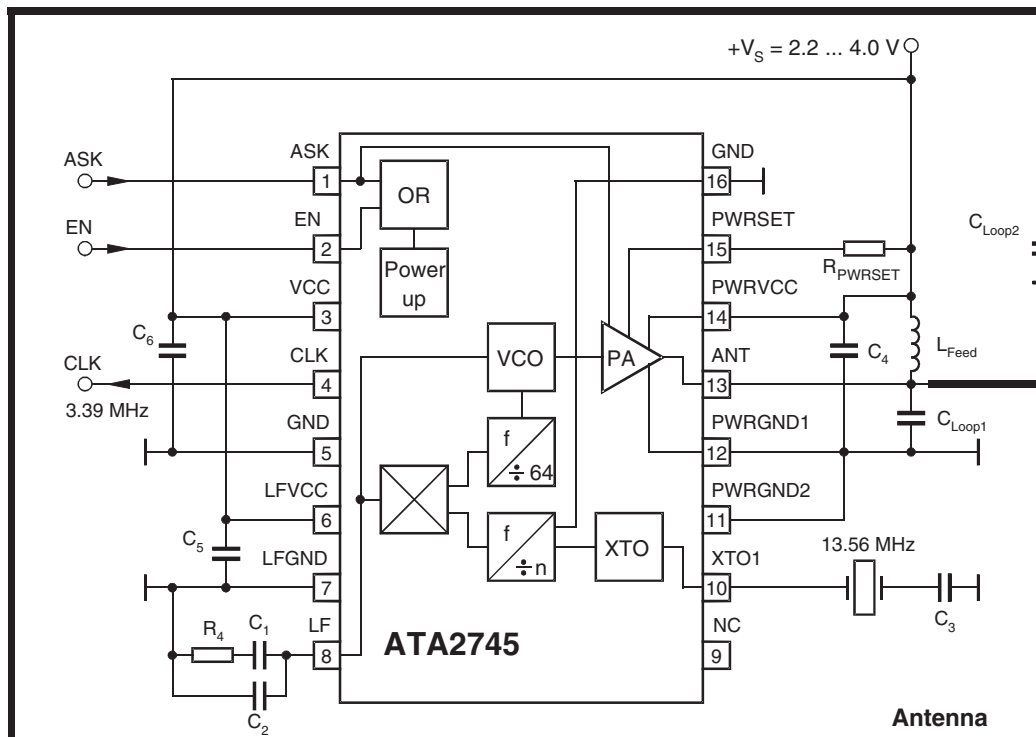 +VS = 2.2 ... 4.0 V
ASK
ASK
1
OR
GND
16
EN
EN
2
Power
up
PWRSET
15
RPWRSET
CLoop2
VCC
3
C6
PWRVCC
14
C4
LFeed
CLK
3.39 MHz
CLK
4
VCO
PA
ANT
13
CLoop1
GND
5
f
÷ 64
PWRGND1
12
LFVCC
6
PWRGND2
11
C5
LFGND
7
f
÷ n
XTO
XTO1
10
13.56 MHz
C3
R4
C1
C2
LF
8
ATA2745
NC
9
Antenna